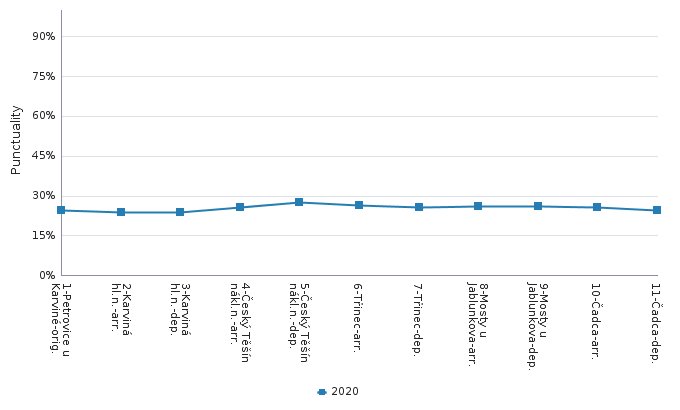 90%
75%
60%
45%
30%
15%
0%
Punctuality
1-Petrovice u
Karviné-orig.
2-Karviná
hl.n.-arr.
3-Karviná
hl.n.-dep.
4-Český Těšín
nákl.n.-arr.
5-Český Těšín
nákl.n.-dep.
6-Třinec-arr.
7-Třinec-dep.
8-Mosty u
Jablunkova-arr.
9-Mosty u
Jablunkova-dep.
10-Čadca-arr.
11-Čadca-dep.
2020